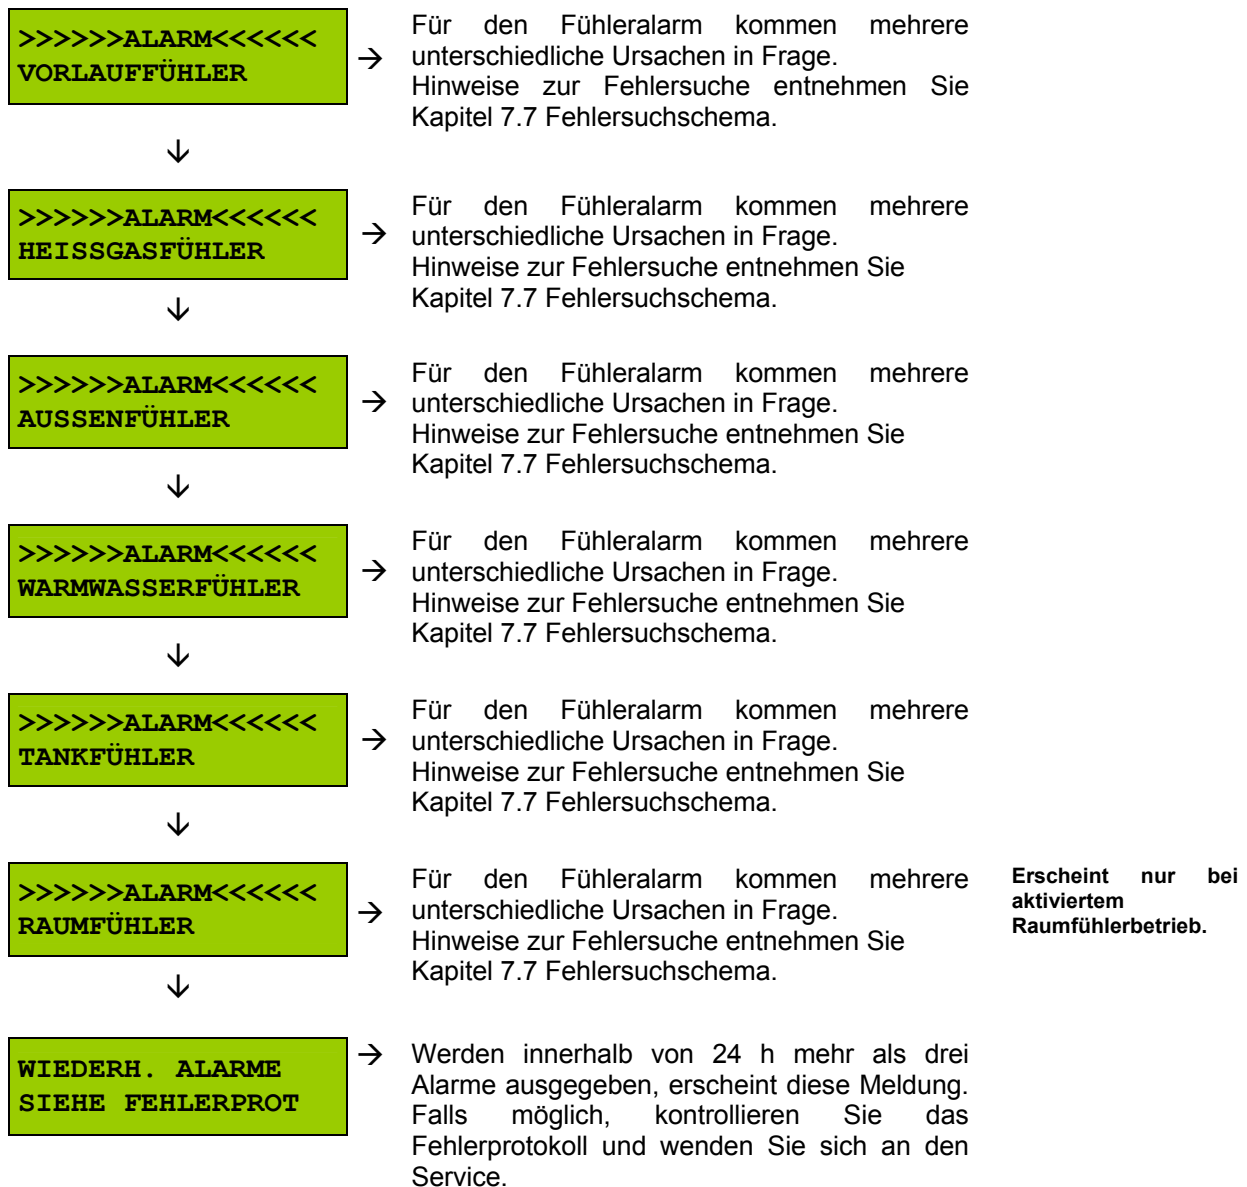 >>>>>>ALARM<<<<<<
VORLAUFFÜHLER
→
Für den Fühleralarm kommen mehrere
unterschiedliche Ursachen in Frage.
Hinweise zur Fehlersuche entnehmen Sie
Kapitel 7.7 Fehlersuchschema.
↓
>>>>>>ALARM<<<<<<
HEISSGASFÜHLER
→
Für den Fühleralarm kommen mehrere
unterschiedliche Ursachen in Frage.
Hinweise zur Fehlersuche entnehmen Sie
Kapitel 7.7 Fehlersuchschema.
↓
>>>>>>ALARM<<<<<<
AUSSENFÜHLER
→
Für den Fühleralarm kommen mehrere
unterschiedliche Ursachen in Frage.
Hinweise zur Fehlersuche entnehmen Sie
Kapitel 7.7 Fehlersuchschema.
↓
>>>>>>ALARM<<<<<<
WARMWASSERFÜHLER
→
Für den Fühleralarm kommen mehrere
unterschiedliche Ursachen in Frage.
Hinweise zur Fehlersuche entnehmen Sie
Kapitel 7.7 Fehlersuchschema.
↓
>>>>>>ALARM<<<<<<
TANKFÜHLER
→
Für den Fühleralarm kommen mehrere
unterschiedliche Ursachen in Frage.
Hinweise zur Fehlersuche entnehmen Sie
Kapitel 7.7 Fehlersuchschema.
↓
>>>>>>ALARM<<<<<<
RAUMFÜHLER
→
Für den Fühleralarm kommen mehrere
unterschiedliche Ursachen in Frage.
Hinweise zur Fehlersuche entnehmen Sie
Kapitel 7.7 Fehlersuchschema.
Erscheint nur bei
aktiviertem
Raumfühlerbetrieb.
↓
WIEDERH. ALARME
SIEHE FEHLERPROT
→
Werden innerhalb von 24 h mehr als drei
Alarme ausgegeben, erscheint diese Meldung.
Falls möglich, kontrollieren Sie das
Fehlerprotokoll und wenden Sie sich an den
Service.